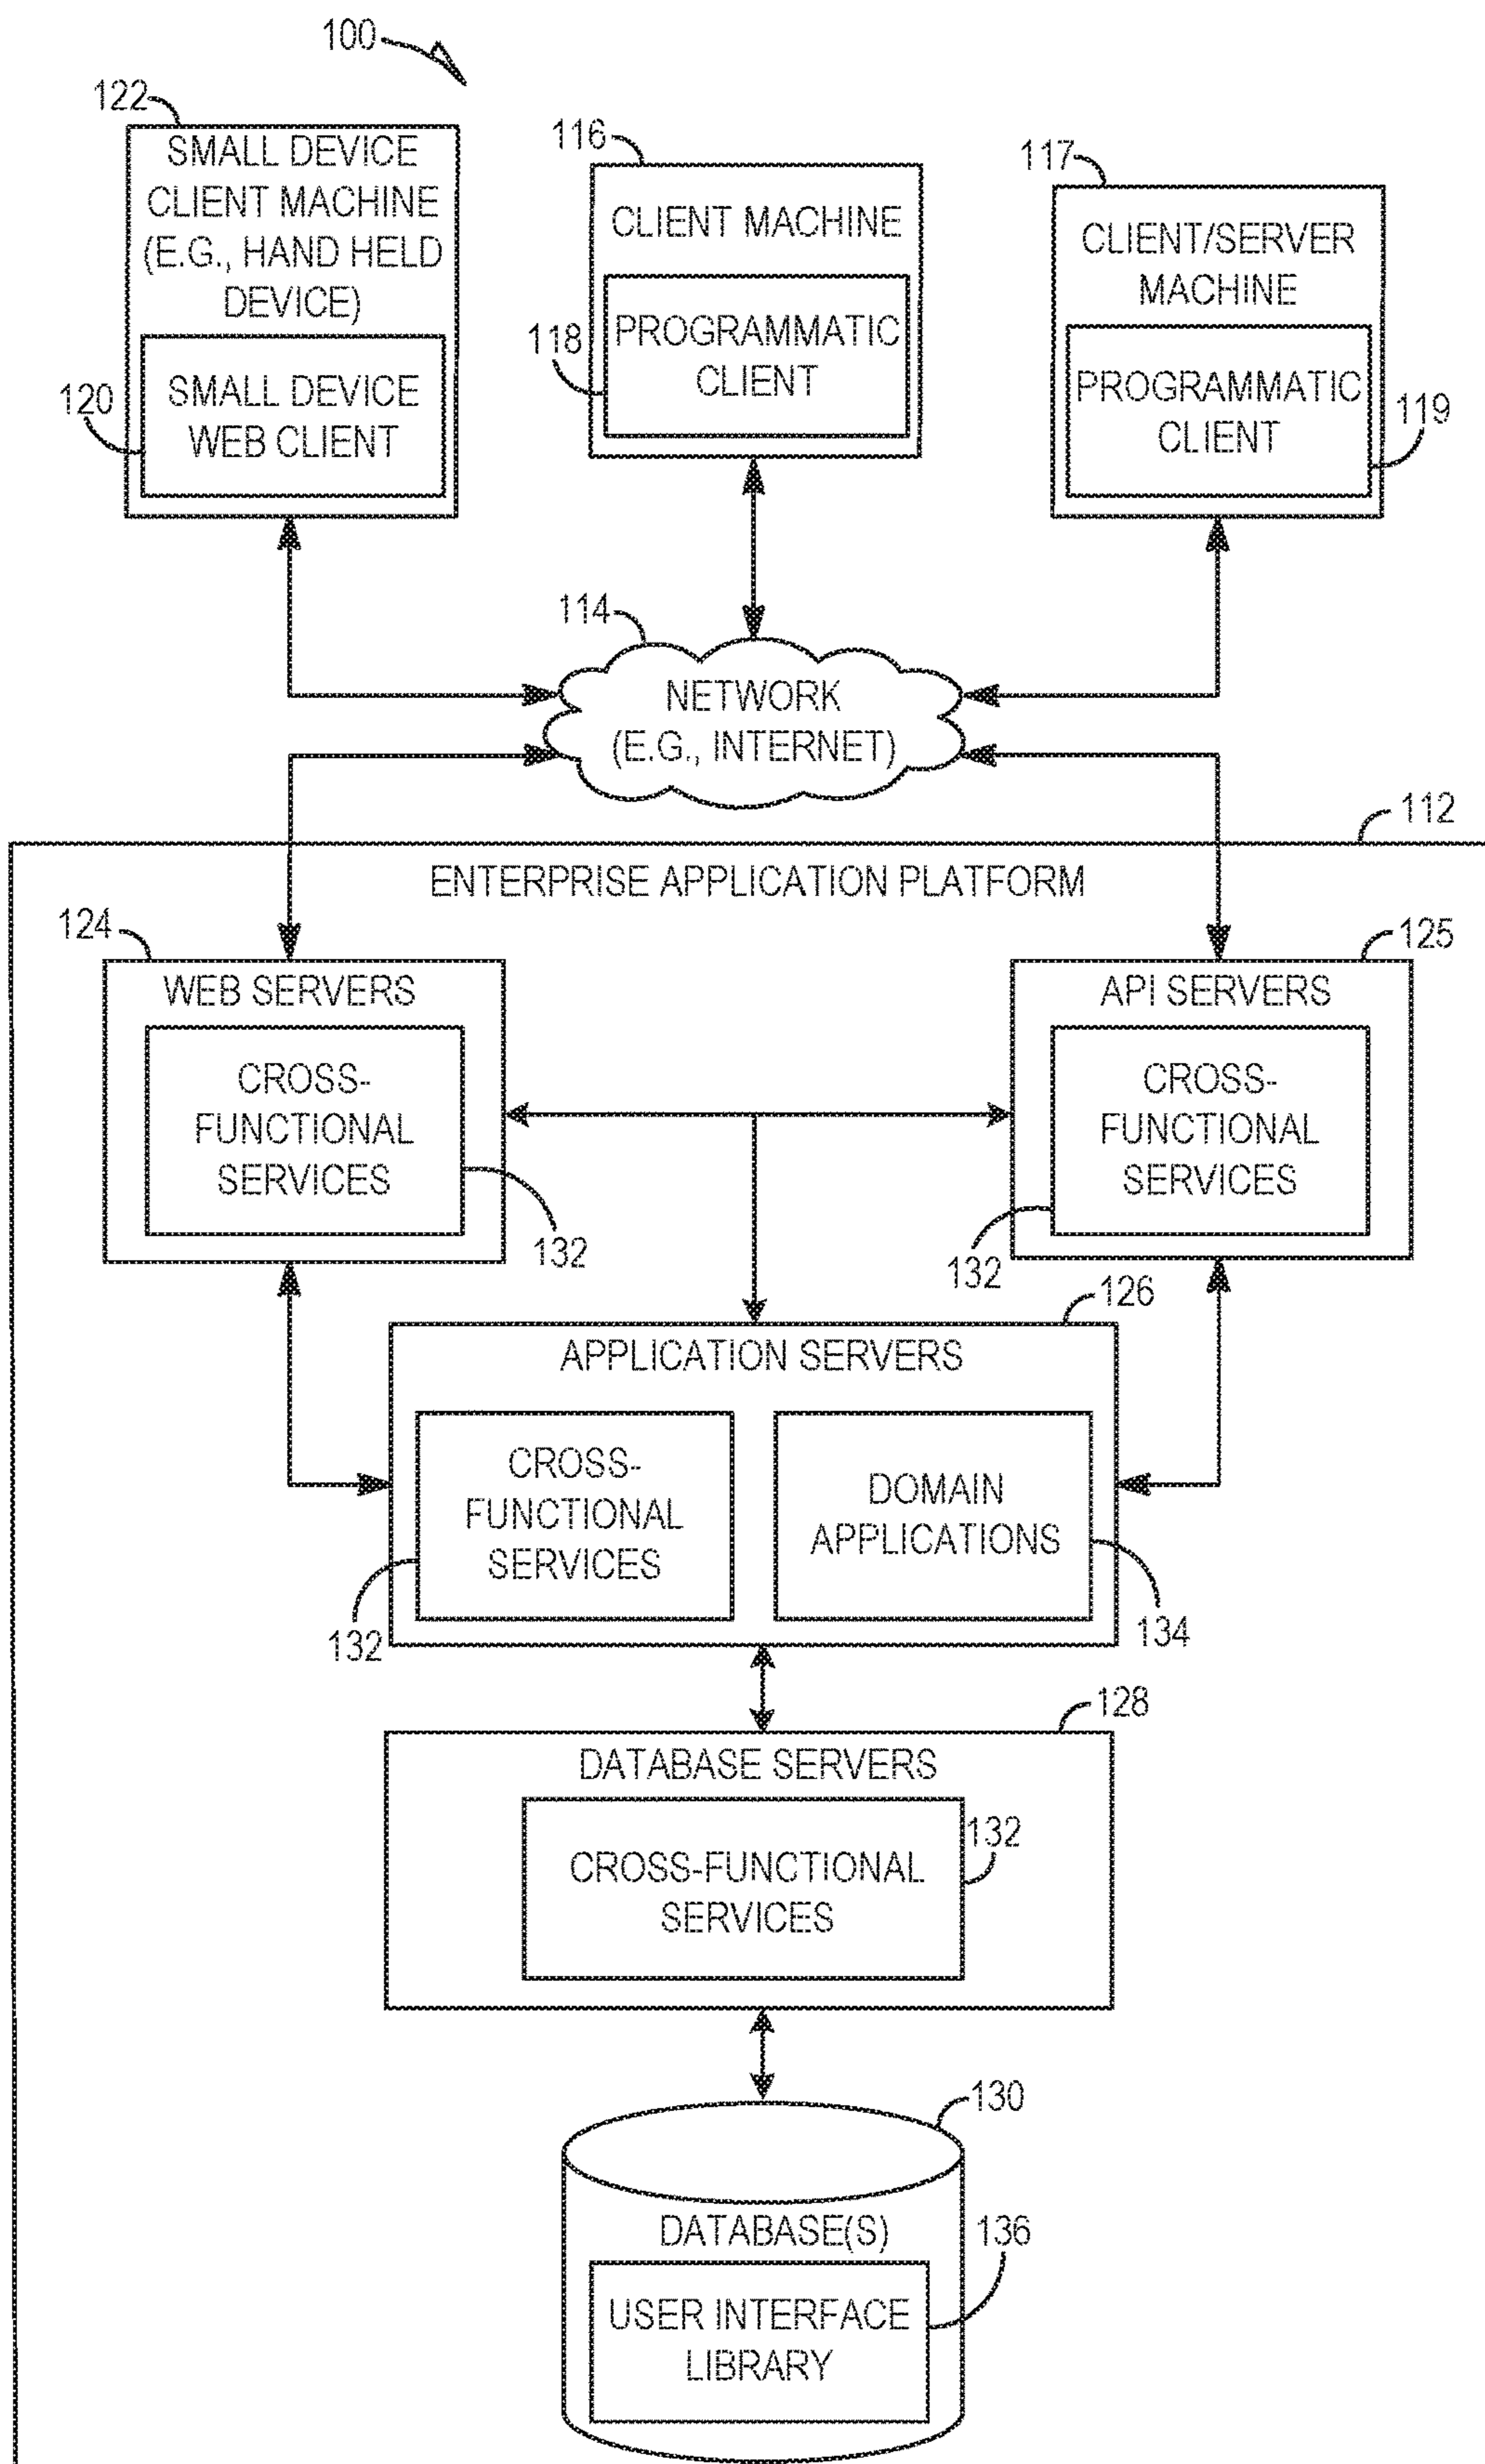 100
122
SMALL DEVICE
CLIENT MACHINE
(E.G., HAND HELD
DEVICE)
120
SMALL DEVICE
WEB CLIENT
116
CLIENT MACHINE
118
PROGRAMMATIC
CLIENT
117
CLIENT/SERVER
MACHINE
PROGRAMMATIC
CLIENT
119
114
NETWORK
(E.G., INTERNET)
112
ENTERPRISE APPLICATION PLATFORM
124
WEB SERVERS
CROSS-
FUNCTIONAL
SERVICES
132
125
API SERVERS
CROSS-
FUNCTIONAL
SERVICES
132
126
APPLICATION SERVERS
CROSS-
FUNCTIONAL
SERVICES
132
DOMAIN
APPLICATIONS
134
128
DATABASE SERVERS
CROSS-FUNCTIONAL
SERVICES
132
130
DATABASE(S)
136
USER INTERFACE
LIBRARY